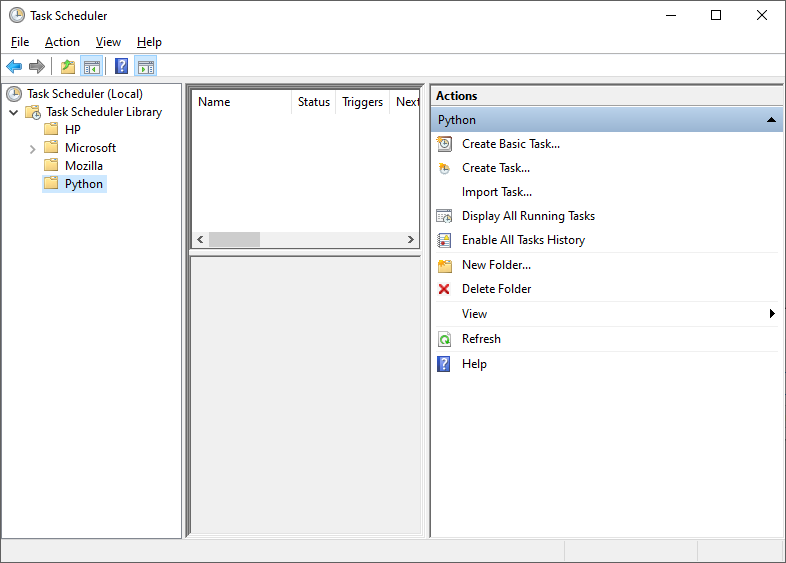 Task Scheduler
File Action View Help
Task Scheduler (Local)
Task Scheduler Library
HP
Microsoft
Mozilla
Python
Name Status Triggers Next
Actions
Python
Create Basic Task...
Create Task...
Import Task...
Display All Running Tasks
Enable All Tasks History
New Folder...
Delete Folder
View
Refresh
Help